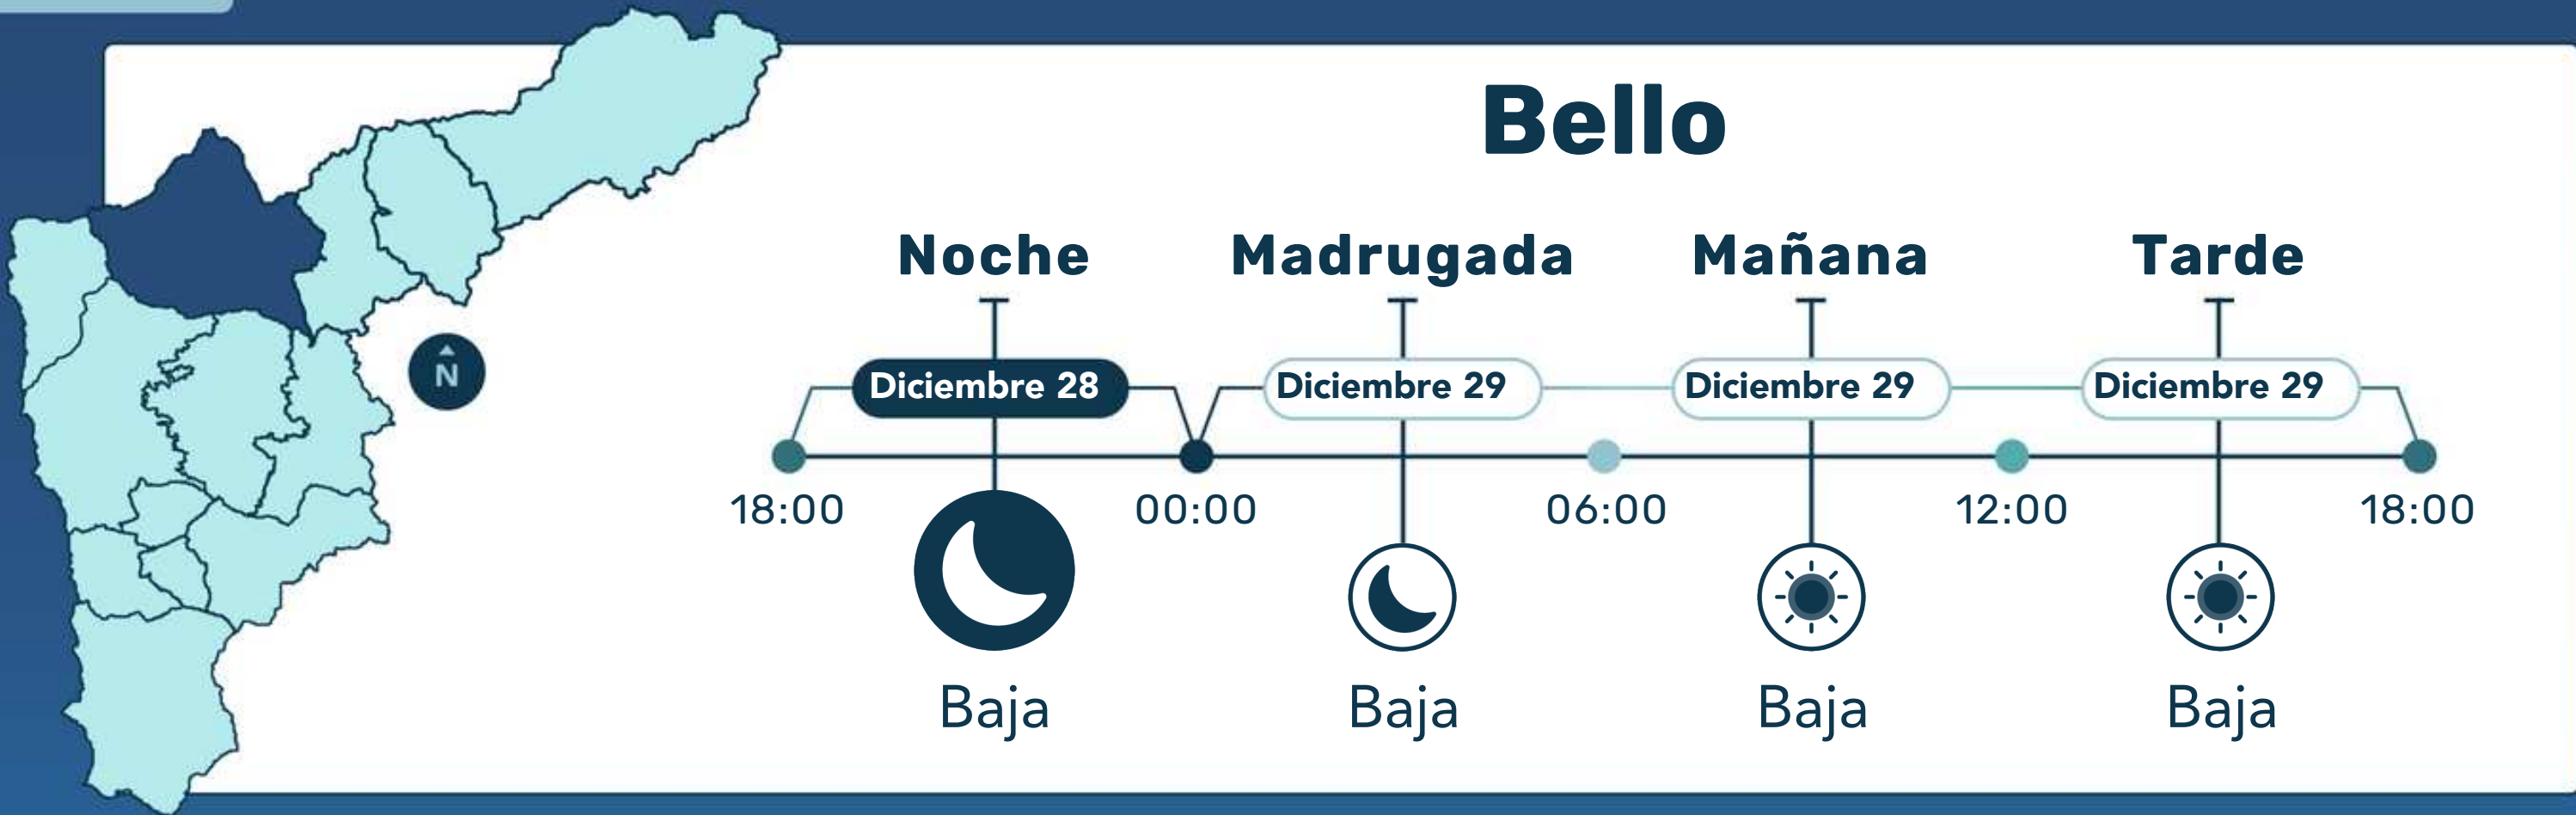 Bello
Noche Madrugada Mañana Tarde
Diciembre 28 Diciembre 29 Diciembre 29 Diciembre 29
N
18:00 00:00 06:00 12:00 18:00
Baja Baja Baja Baja